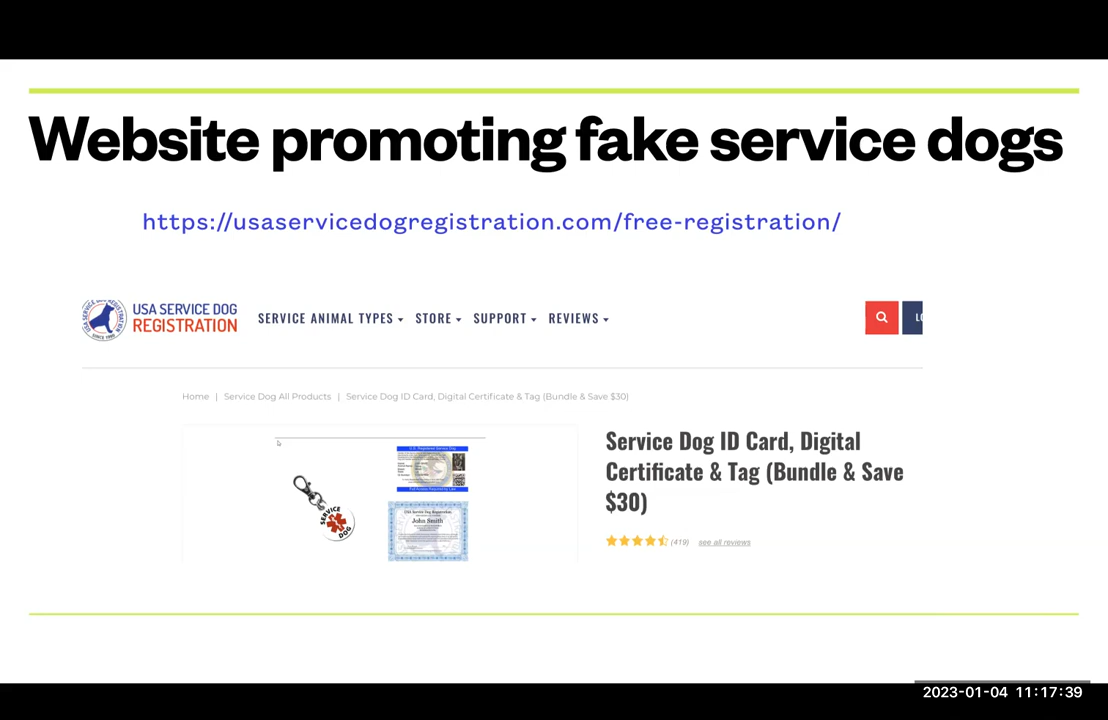 Website promoting fake service dogs
https://usaservicedogregistration.com/free-registration/
USA SERVICE DOG
REGISTRATION
SERVICE ANIMAL TYPES
STORE
SUPPORT
REVIEWS
Home | Service Dog All Products | Service Dog ID Card, Digital Certificate & Tag (Bundle & Save $30)
Service Dog ID Card, Digital
Certificate & Tag (Bundle & Save
$30)
SERVICE
DOG
John Smith
(419) see all reviews
2023-01-04 11:17:39